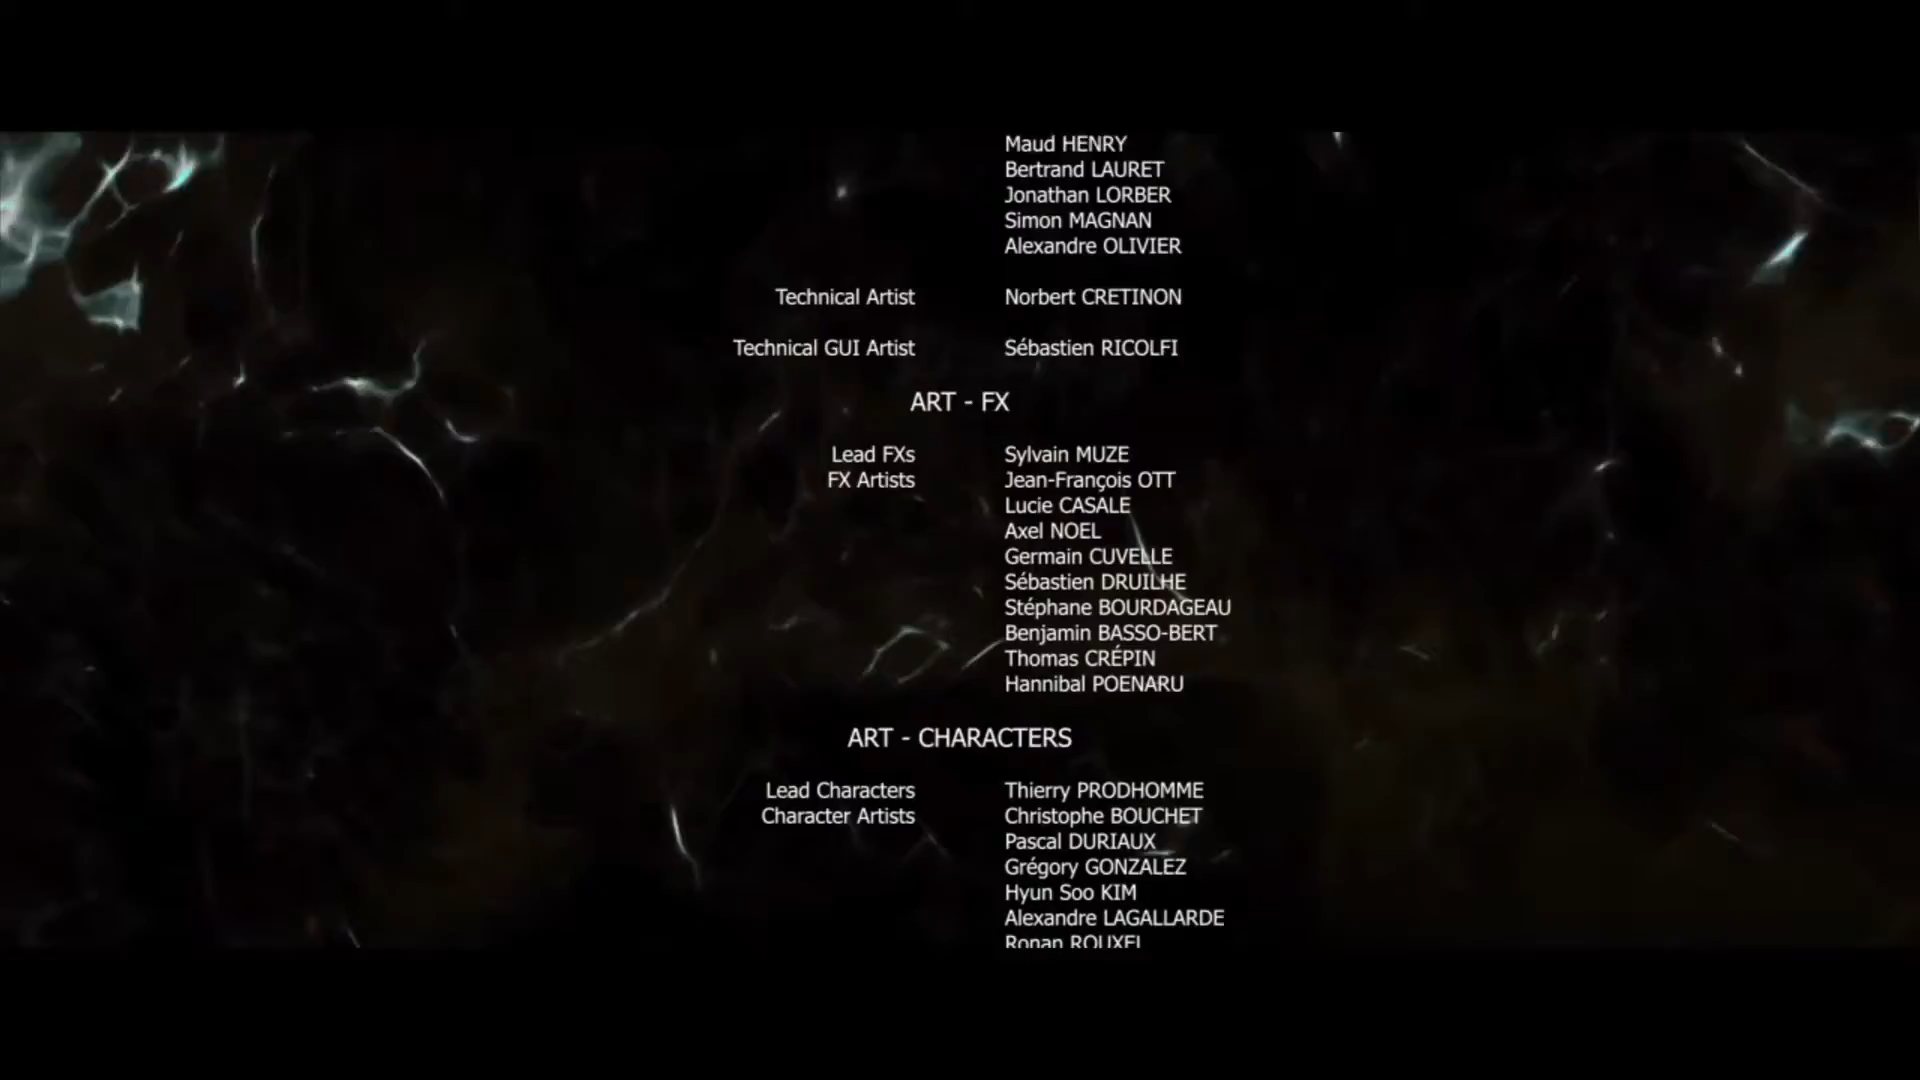 Maud HENRY
Bertrand LAURET
Jonathan LORBER
Simon MAGNAN
Alexandre OLIVIER
Technical Artist Norbert CRETINON
Technical GUI Artist Sébastien RICOLFI
ART - FX
Lead FXs Sylvain MUZE
FX Artists Jean-François OTT
Lucie CASALE
Axel NOEL
Germain CUVELLE
Sébastien DRUILHE
Stéphane BOURDAGEAU
Benjamin BASSO-BERT
Thomas CRÉPIN
Hannibal POENARU
ART - CHARACTERS
Lead Characters Thierry PRODHOMME
Character Artists Christophe BOUCHET
Pascal DURIAUX
Grégory GONZALEZ
Hyun Soo KIM
Alexandre LAGALLARDE
Ronan ROUXEL